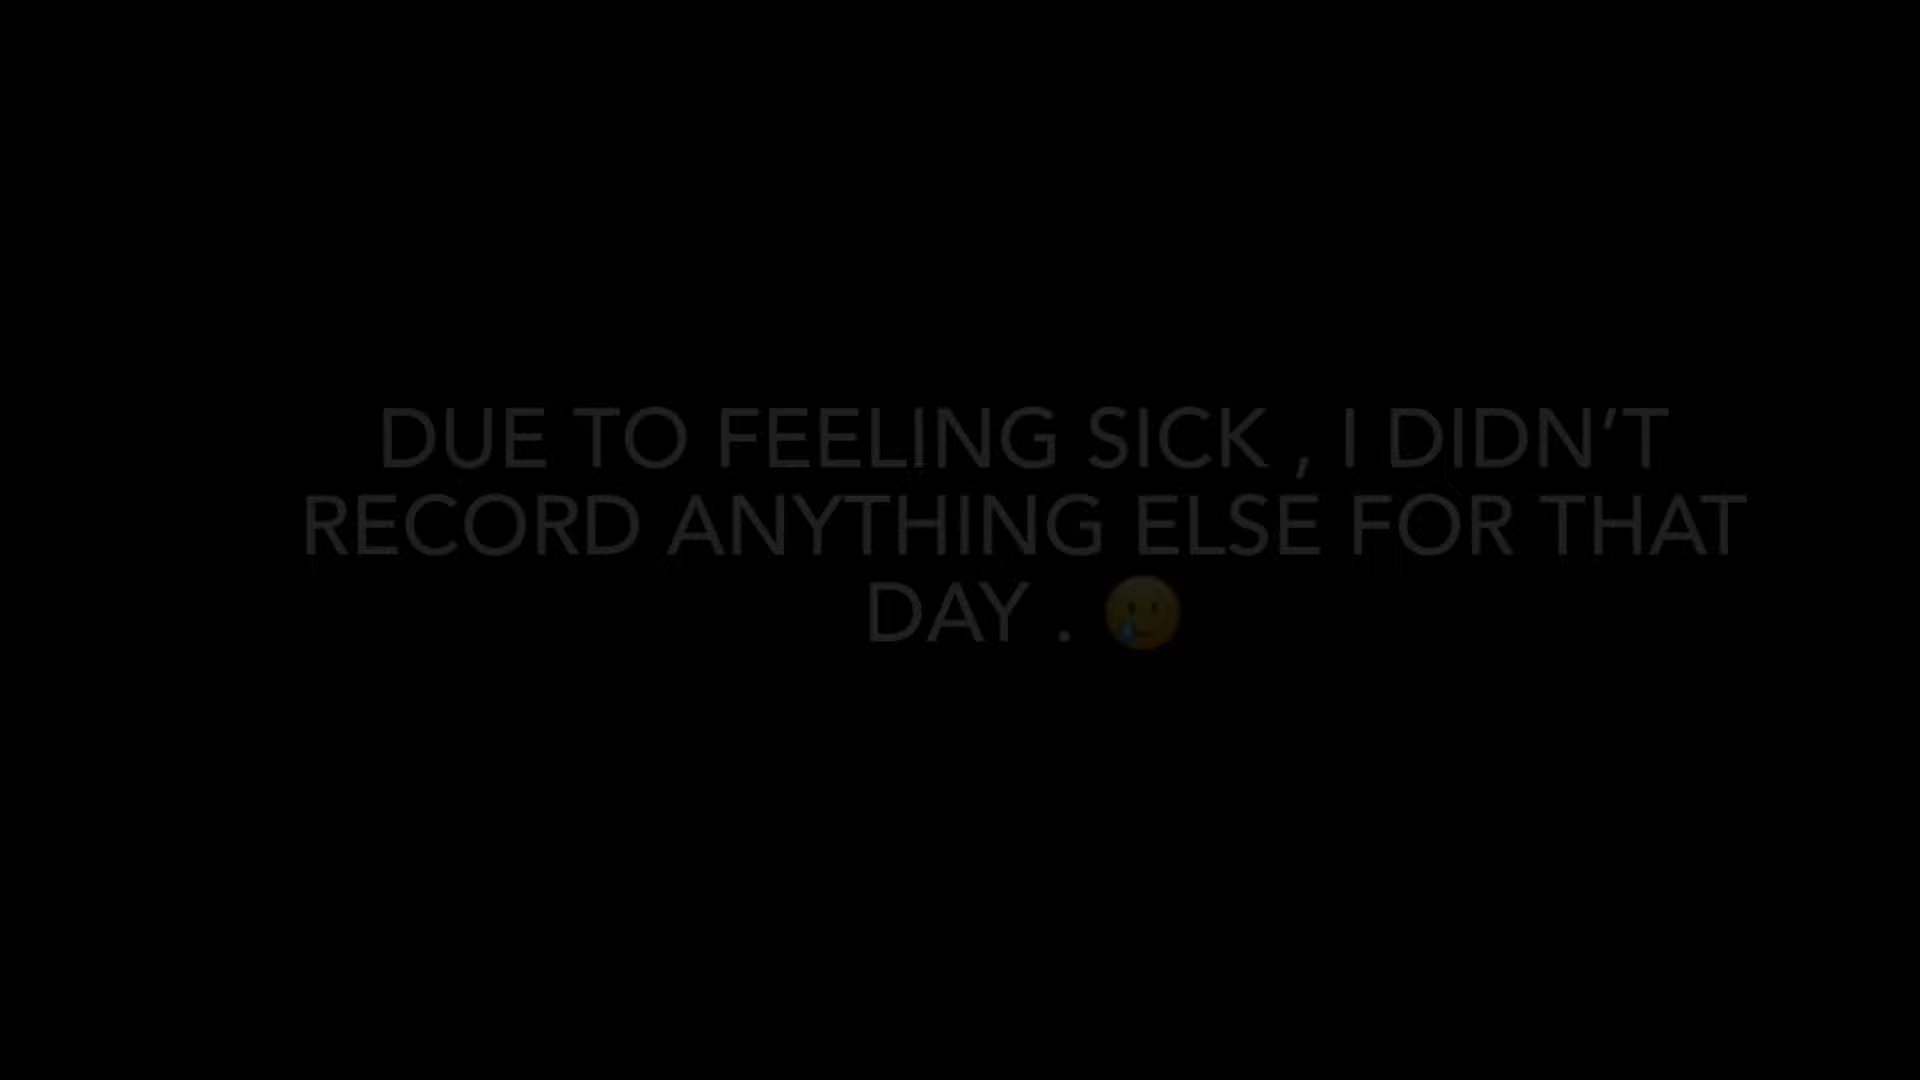 DUE TO FEELING SICK , I DIDN’T
RECORD ANYTHING ELSE FOR THAT
DAY . 🥲